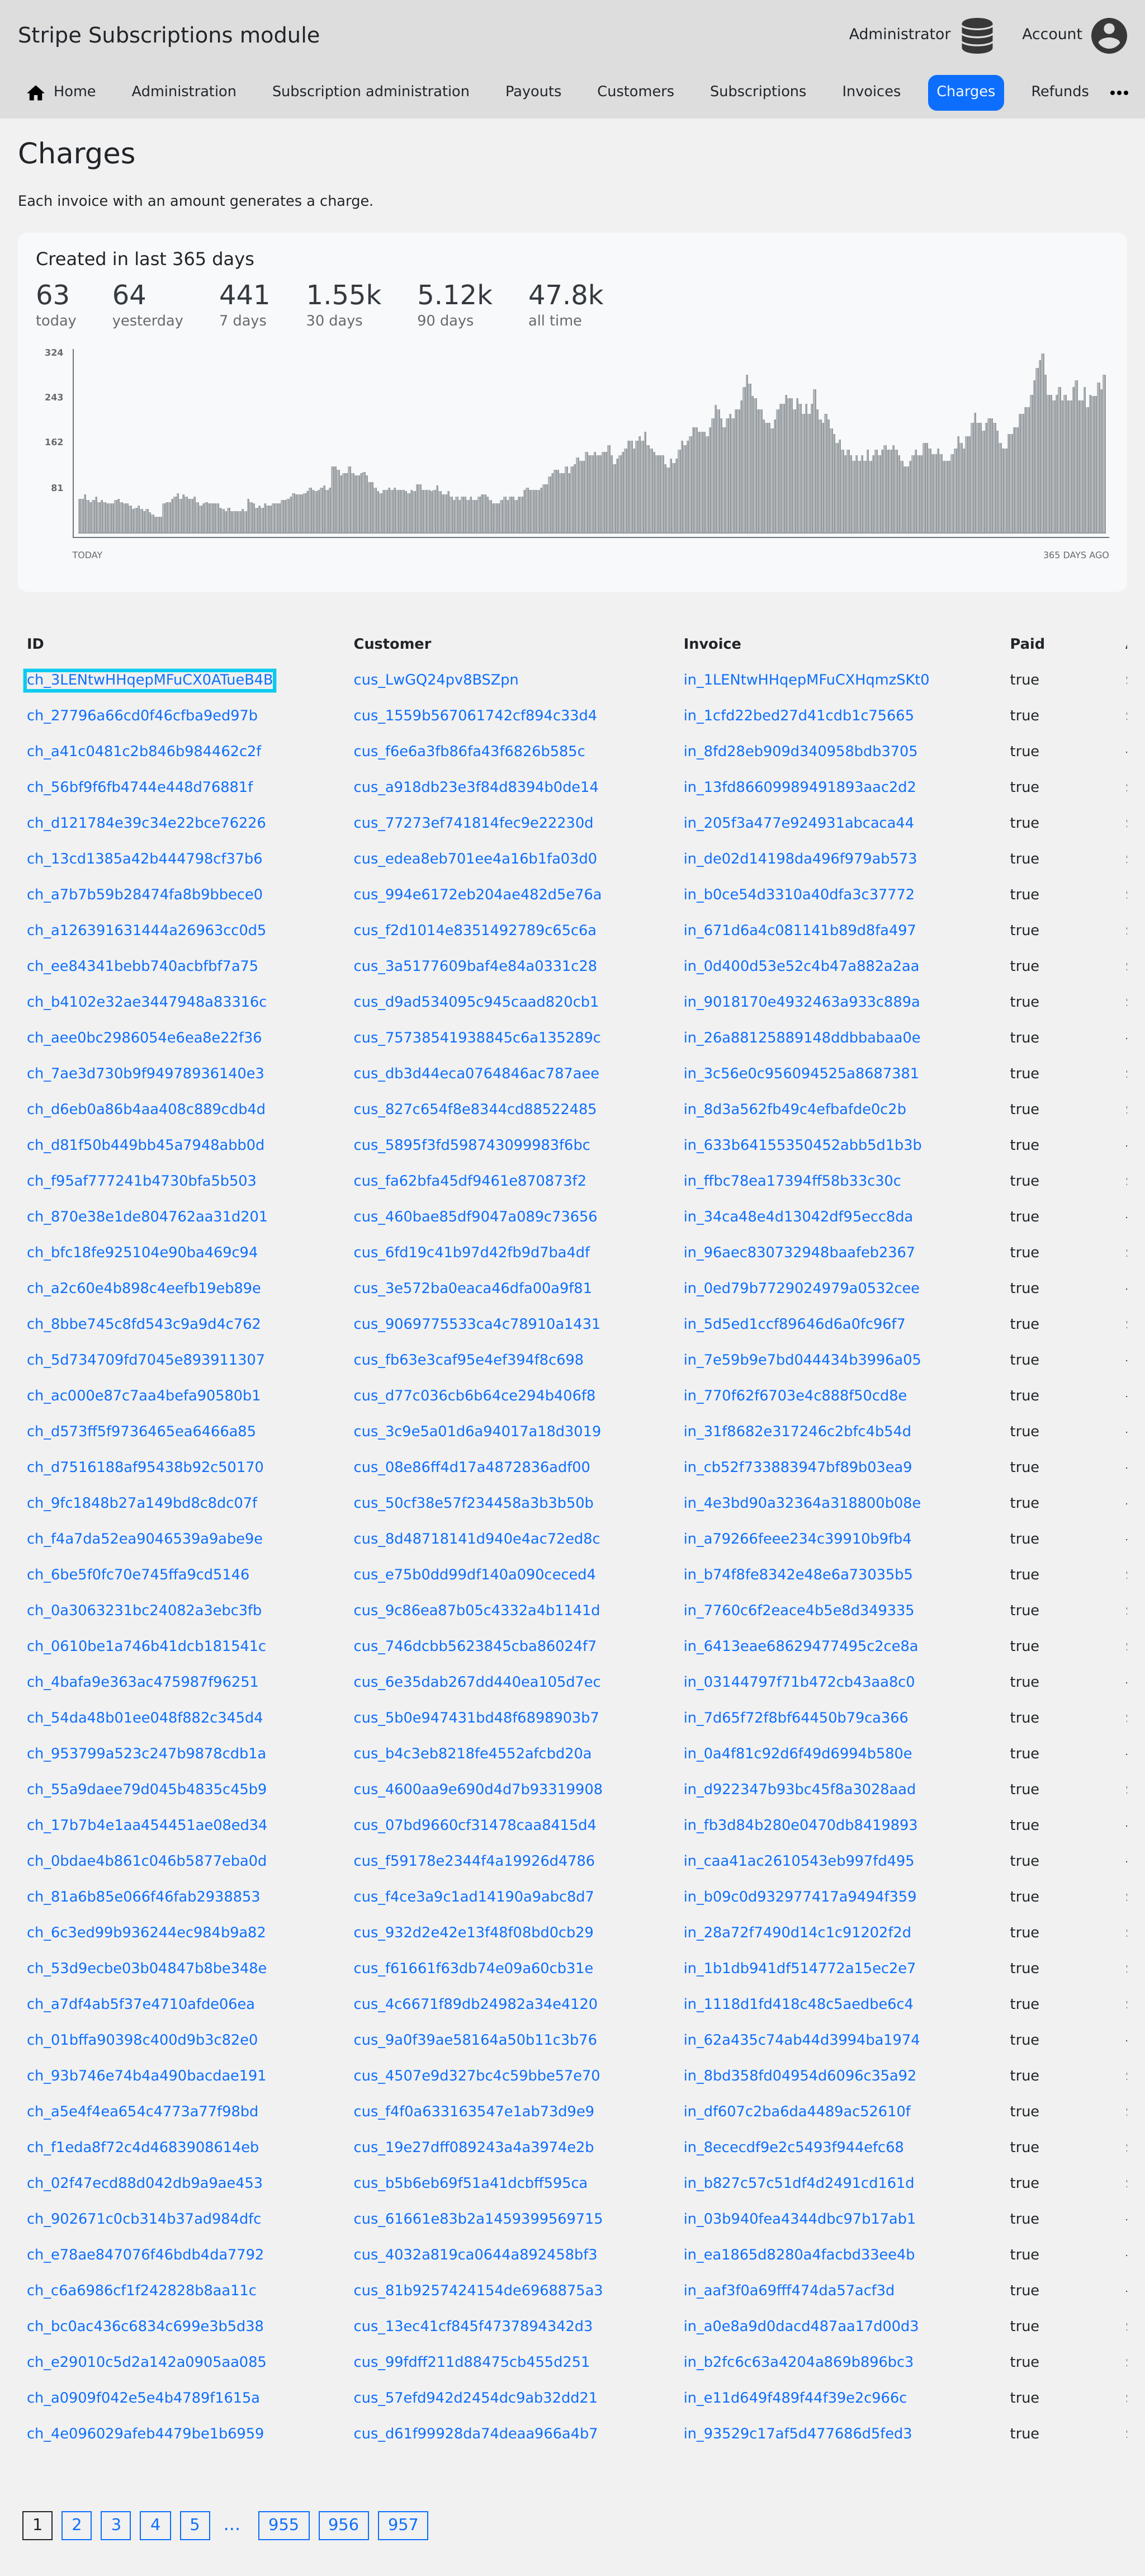 Stripe Subscriptions module
Administrator
Account
Home Administration Subscription administration Payouts Customers Subscriptions Invoices Charges Refunds •••
Charges
Each invoice with an amount generates a charge.
Created in last 365 days
63 64 441 1.55k 5.12k 47.8k
today yesterday 7 days 30 days 90 days all time
324
243
162
81
TODAY 365 DAYS AGO
ID Customer Invoice Paid
ch_3LENtwHHqepMFuCX0ATueB4B cus_LwGQ24pv8BSZpn in_1LENtwHHqepMFuCXHqmzSKt0 true
ch_27796a66cd0f46cfba9ed97b cus_1559b567061742cf894c33d4 in_1cfd22bed27d41cdb1c75665 true
ch_a41c0481c2b846b984462c2f cus_f6e6a3fb86fa43f6826b585c in_8fd28eb909d340958bdb3705 true
ch_56bf9f6fb4744e448d76881f cus_a918db23e3f84d8394b0de14 in_13fd86609989491893aac2d2 true
ch_d121784e39c34e22bce76226 cus_77273ef741814fec9e22230d in_205f3a477e924931abcaca44 true
ch_13cd1385a42b444798cf37b6 cus_edea8eb701ee4a16b1fa03d0 in_de02d14198da496f979ab573 true
ch_a7b7b59b28474fa8b9bbece0 cus_994e6172eb204ae482d5e76a in_b0ce54d3310a40dfa3c37772 true
ch_a126391631444a26963cc0d5 cus_f2d1014e8351492789c65c6a in_671d6a4c081141b89d8fa497 true
ch_ee84341bebb740acbfbf7a75 cus_3a5177609baf4e84a0331c28 in_0d400d53e52c4b47a882a2aa true
ch_b4102e32ae3447948a83316c cus_d9ad534095c945caad820cb1 in_9018170e4932463a933c889a true
ch_aee0bc2986054e6ea8e22f36 cus_75738541938845c6a135289c in_26a88125889148ddbbabaa0e true
ch_7ae3d730b9f94978936140e3 cus_db3d44eca0764846ac787aee in_3c56e0c956094525a8687381 true
ch_d6eb0a86b4aa408c889cdb4d cus_827c654f8e8344cd88522485 in_8d3a562fb49c4efbafde0c2b true
ch_d81f50b449bb45a7948abb0d cus_5895f3fd598743099983f6bc in_633b64155350452abb5d1b3b true
ch_f95af777241b4730bfa5b503 cus_fa62bfa45df9461e870873f2 in_ffbc78ea17394ff58b33c30c true
ch_870e38e1de804762aa31d201 cus_460bae85df9047a089c73656 in_34ca48e4d13042df95ecc8da true
ch_bfc18fe925104e90ba469c94 cus_6fd19c41b97d42fb9d7ba4df in_96aec830732948baafeb2367 true
ch_a2c60e4b898c4eefb19eb89e cus_3e572ba0eaca46dfa00a9f81 in_0ed79b7729024979a0532cee true
ch_8bbe745c8fd543c9a9d4c762 cus_9069775533ca4c78910a1431 in_5d5ed1ccf89646d6a0fc96f7 true
ch_5d734709fd7045e893911307 cus_fb63e3caf95e4ef394f8c698 in_7e59b9e7bd044434b3996a05 true
ch_ac000e87c7aa4befa90580b1 cus_d77c036cb6b64ce294b406f8 in_770f62f6703e4c888f50cd8e true
ch_d573ff5f9736465ea6466a85 cus_3c9e5a01d6a94017a18d3019 in_31f8682e317246c2bfc4b54d true
ch_d7516188af95438b92c50170 cus_08e86ff4d17a4872836adf00 in_cb52f733883947bf89b03ea9 true
ch_9fc1848b27a149bd8c8dc07f cus_50cf38e57f234458a3b3b50b in_4e3bd90a32364a318800b08e true
ch_f4a7da52ea9046539a9abe9e cus_8d48718141d940e4ac72ed8c in_a79266feee234c39910b9fb4 true
ch_6be5f0fc70e745ffa9cd5146 cus_e75b0dd99df140a090ceced4 in_b74f8fe8342e48e6a73035b5 true
ch_0a3063231bc24082a3ebc3fb cus_9c86ea87b05c4332a4b1141d in_7760c6f2eace4b5e8d349335 true
ch_0610be1a746b41dcb181541c cus_746dcbb5623845cba86024f7 in_6413eae68629477495c2ce8a true
ch_4bafa9e363ac475987f96251 cus_6e35dab267dd440ea105d7ec in_03144797f71b472cb43aa8c0 true
ch_54da48b01ee048f882c345d4 cus_5b0e947431bd48f6898903b7 in_7d65f72f8bf64450b79ca366 true
ch_953799a523c247b9878cdb1a cus_b4c3eb8218fe4552afcbd20a in_0a4f81c92d6f49d6994b580e true
ch_55a9daee79d045b4835c45b9 cus_4600aa9e690d4d7b93319908 in_d922347b93bc45f8a3028aad true
ch_17b7b4e1aa454451ae08ed34 cus_07bd9660cf31478caa8415d4 in_fb3d84b280e0470db8419893 true
ch_0bdae4b861c046b5877eba0d cus_f59178e2344f4a19926d4786 in_caa41ac2610543eb997fd495 true
ch_81a6b85e066f46fab2938853 cus_f4ce3a9c1ad14190a9abc8d7 in_b09c0d932977417a9494f359 true
ch_6c3ed99b936244ec984b9a82 cus_932d2e42e13f48f08bd0cb29 in_28a72f7490d14c1c91202f2d true
ch_53d9ecbe03b04847b8be348e cus_f61661f63db74e09a60cb31e in_1b1db941df514772a15ec2e7 true
ch_a7df4ab5f37e4710afde06ea cus_4c6671f89db24982a34e4120 in_1118d1fd418c48c5aedbe6c4 true
ch_01bffa90398c400d9b3c82e0 cus_9a0f39ae58164a50b11c3b76 in_62a435c74ab44d3994ba1974 true
ch_93b746e74b4a490bacdae191 cus_4507e9d327bc4c59bbe57e70 in_8bd358fd04954d6096c35a92 true
ch_a5e4f4ea654c4773a77f98bd cus_f4f0a633163547e1ab73d9e9 in_df607c2ba6da4489ac52610f true
ch_f1eda8f72c4d4683908614eb cus_19e27dff089243a4a3974e2b in_8ececdf9e2c5493f944efc68 true
ch_02f47ecd88d042db9a9ae453 cus_b5b6eb69f51a41dcbff595ca in_b827c57c51df4d2491cd161d true
ch_902671c0cb314b37ad984dfc cus_61661e83b2a1459399569715 in_03b940fea4344dbc97b17ab1 true
ch_e78ae847076f46bdb4da7792 cus_4032a819ca0644a892458bf3 in_ea1865d8280a4facbd33ee4b true
ch_c6a6986cf1f242828b8aa11c cus_81b9257424154de6968875a3 in_aaf3f0a69fff474da57acf3d true
ch_bc0ac436c6834c699e3b5d38 cus_13ec41cf845f4737894342d3 in_a0e8a9d0dacd487aa17d00d3 true
ch_e29010c5d2a142a0905aa085 cus_99fdff211d88475cb455d251 in_b2fc6c63a4204a869b896bc3 true
ch_a0909f042e5e4b4789f1615a cus_57efd942d2454dc9ab32dd21 in_e11d649f489f44f39e2c966c true
ch_4e096029afeb4479be1b6959 cus_d61f99928da74deaa966a4b7 in_93529c17af5d477686d5fed3 true
1 2 3 4 5 … 955 956 957